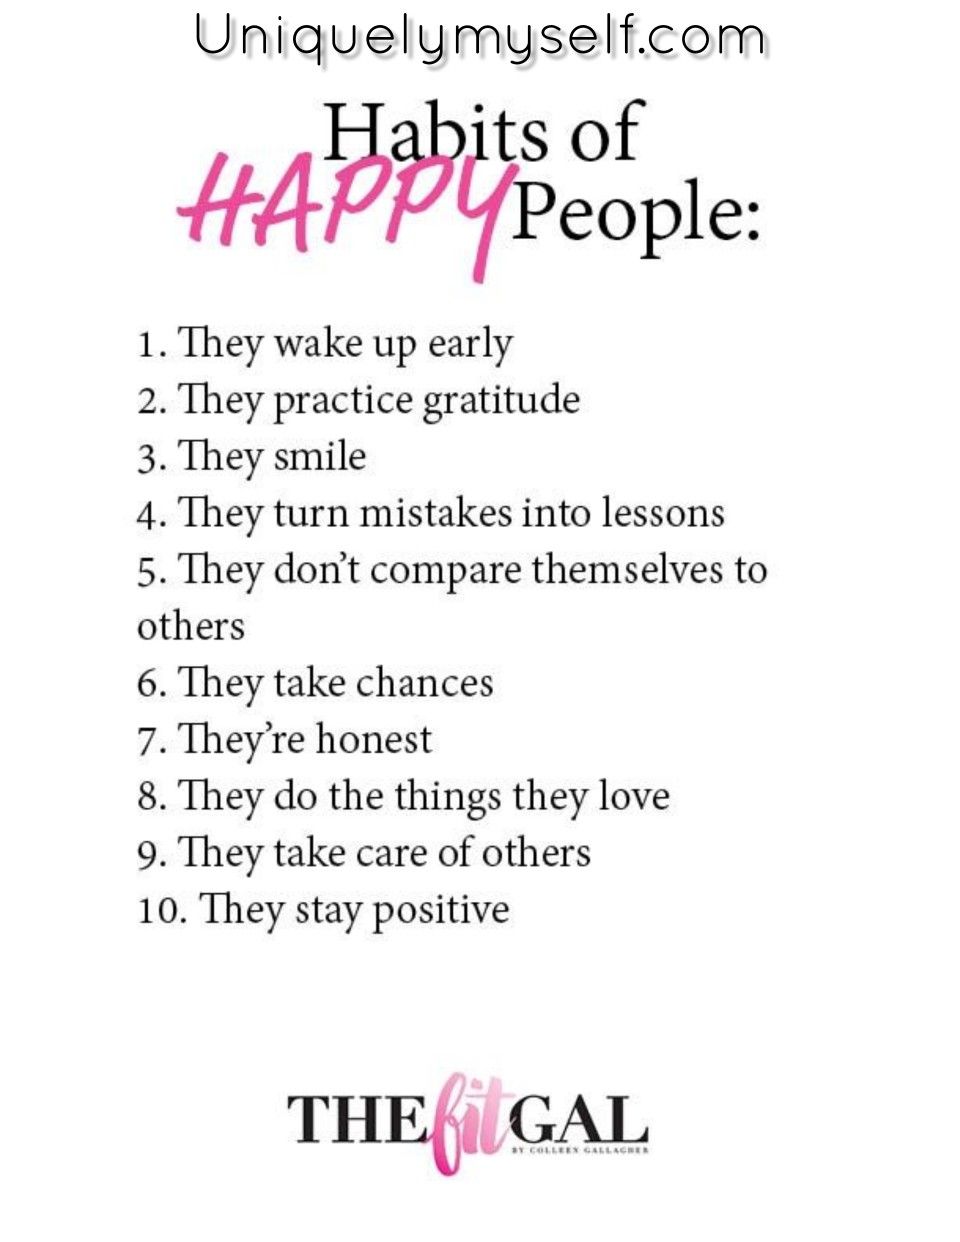 Uniquelymyself.com
Habits of
HAPPY People:
1. They wake up early
2. They practice gratitude
3. They smile
4. They turn mistakes into lessons
5. They don’t compare themselves to
others
6. They take chances
7. They’re honest
8. They do the things they love
9. They take care of others
10. They stay positive
THE fit GAL
BY COLLEEN GALLAGHER